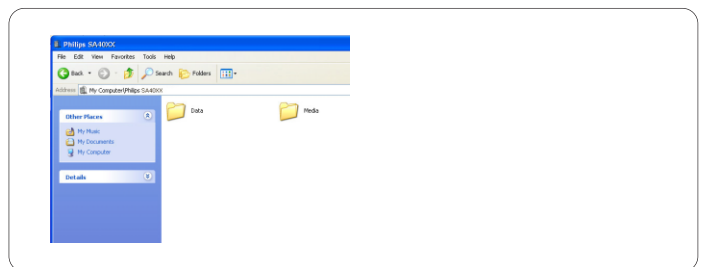 Philips SA40XX
File Edit View Favorites Tools Help
Back Search Folders
Address My Computer\Philips SA40XX
Other Places
My Music
My Documents
My Computer
Details
Data Media